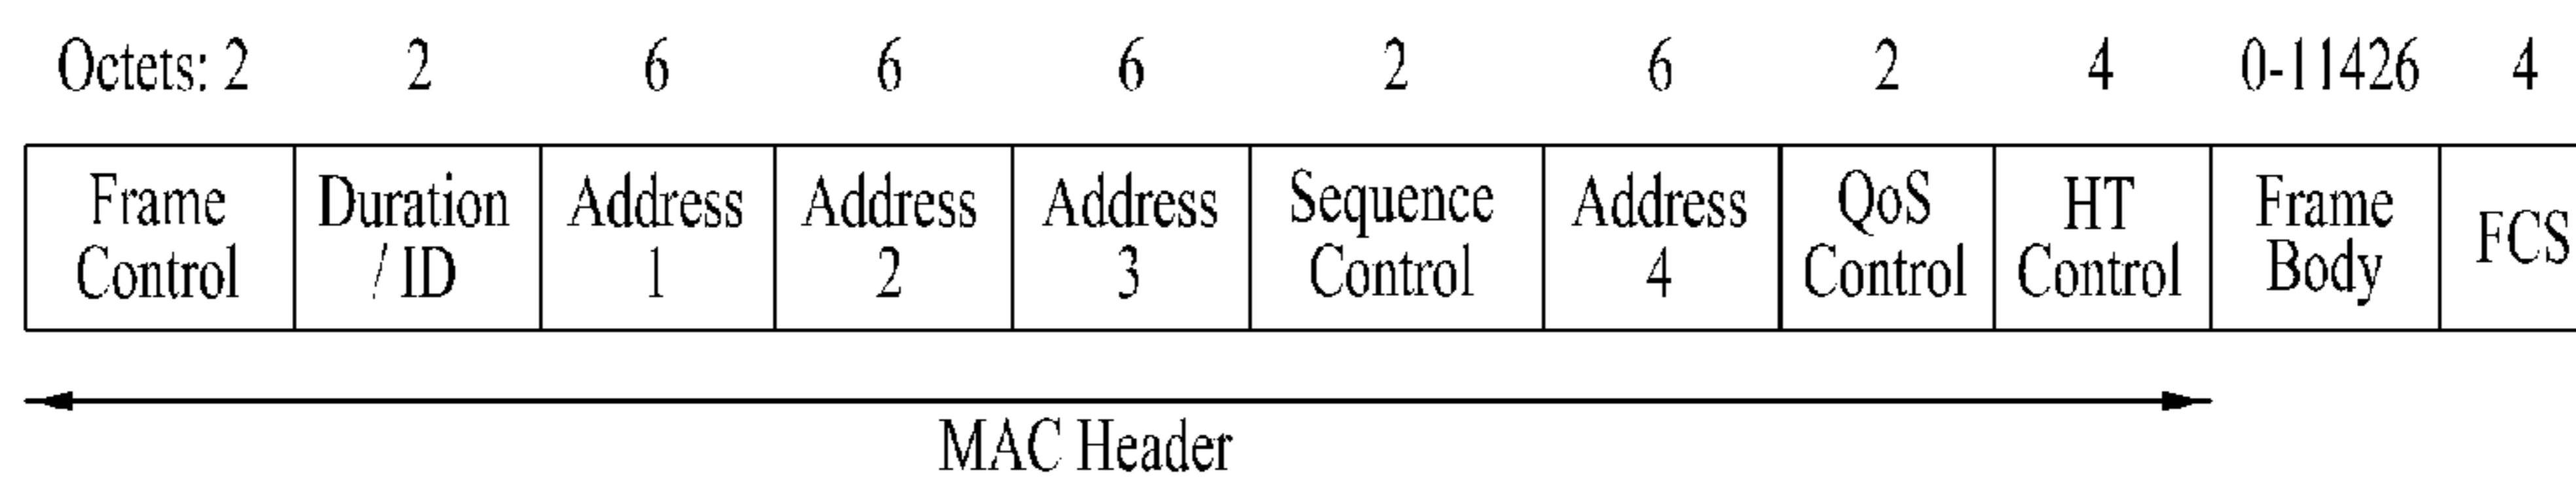 Octets: 2 2 6 6 6 2 6 2 4 0-11426 4
Frame Control Duration / ID Address 1 Address 2 Address 3 Sequence Control Address 4 QoS Control HT Control Frame Body FCS
MAC Header